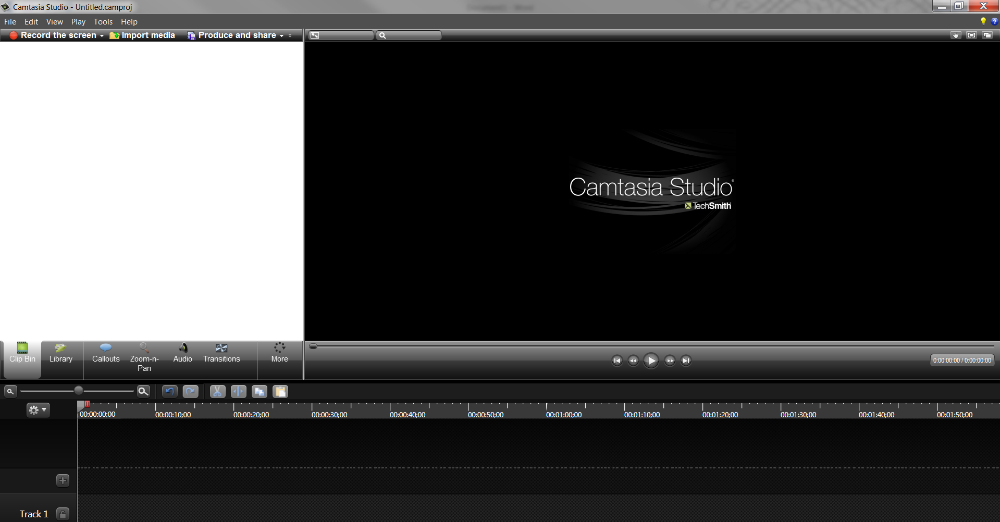 Camtasia Studio - Untitled.camproj
File Edit View Play Tools Help
Record the screen Import media Produce and share
Camtasia Studio®
TechSmith
Clip Bin Library Callouts Zoom-n-Pan Audio Transitions More
0:00:00;00 / 0:00:00;00
00:00:00;00 00:00:10;00 00:00:20;00 00:00:30;00 00:00:40;00 00:00:50;00 00:01:00;00 00:01:10;00 00:01:20;00 00:01:30;00 00:01:40;00 00:01:50;00
Track 1